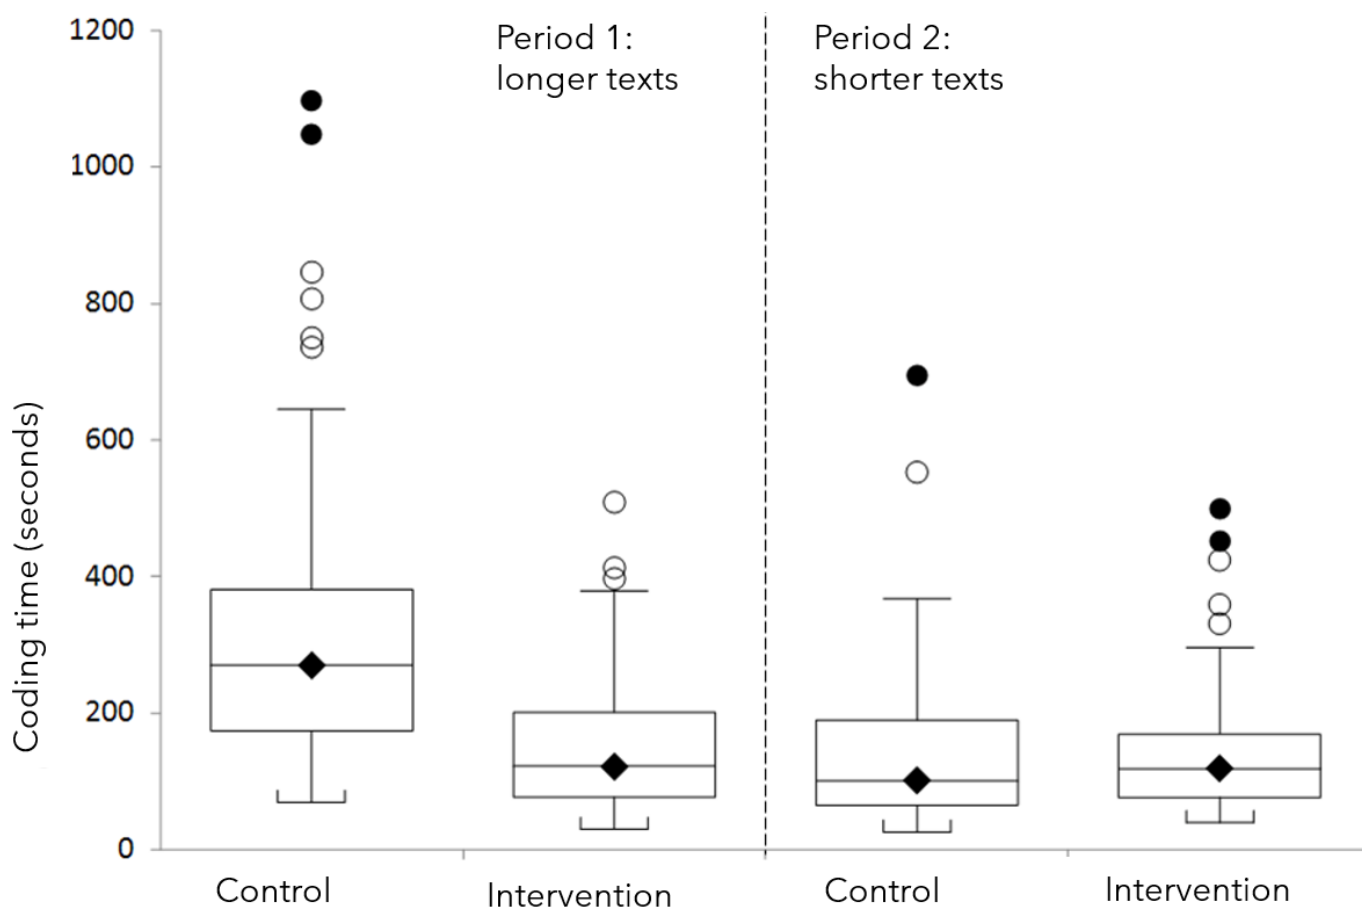 1200
Period 1:
longer texts
Period 2:
shorter texts
1000
800
600
400
200
0
Coding time (seconds)
Control
Intervention
Control
Intervention